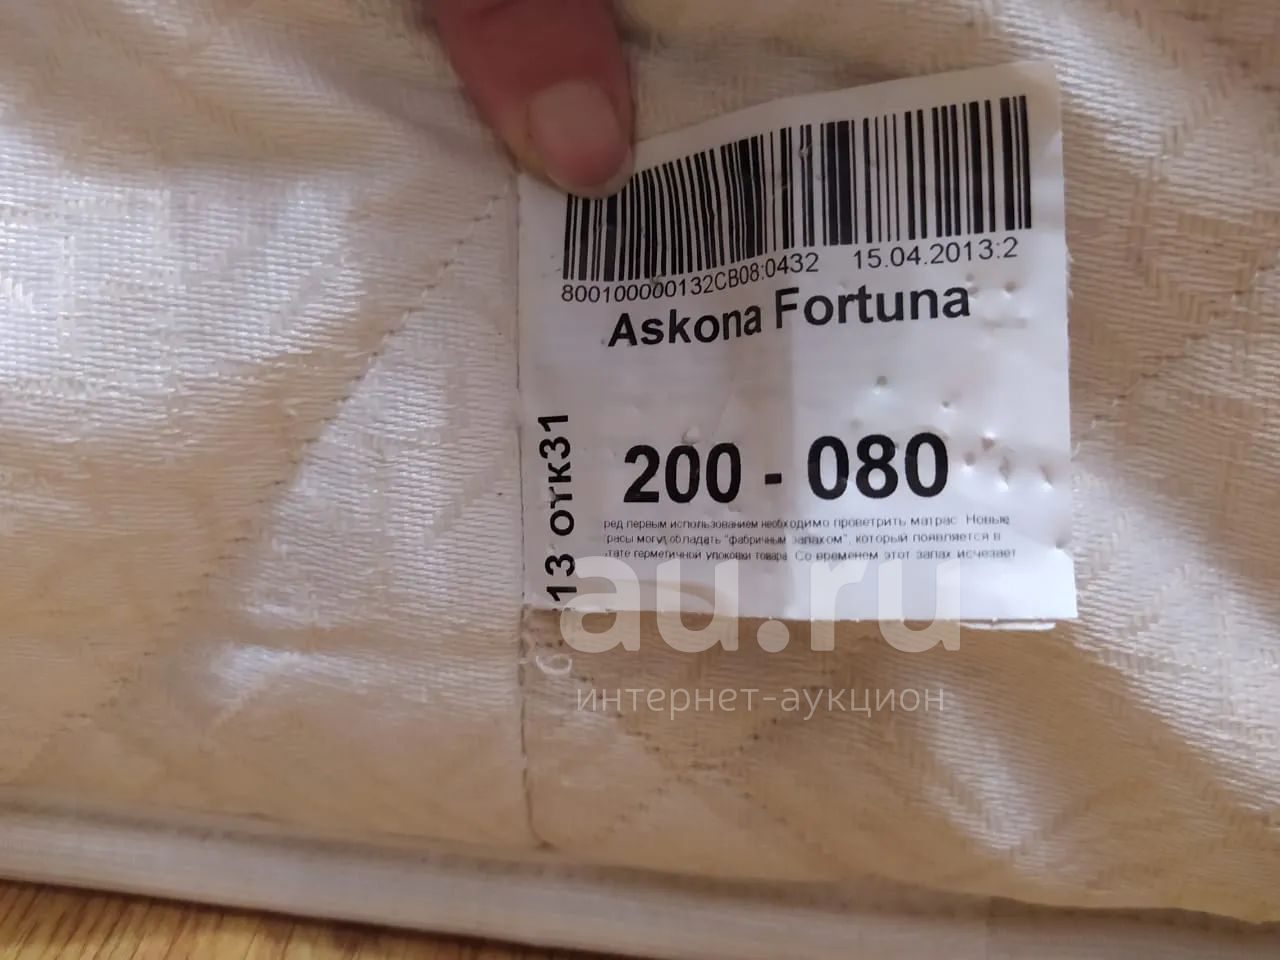 800100000132CB08:0432 15.04.2013:2
Askona Fortuna
13 отк31
200 - 080
ред первым использованием необходимо проветрить матрас. Новые
расы могут обладать "фабричным запахом", который появляется в
тате герметичной упоковки товара. Со временем этот запах исчезает
au.ru
интернет-аукцион